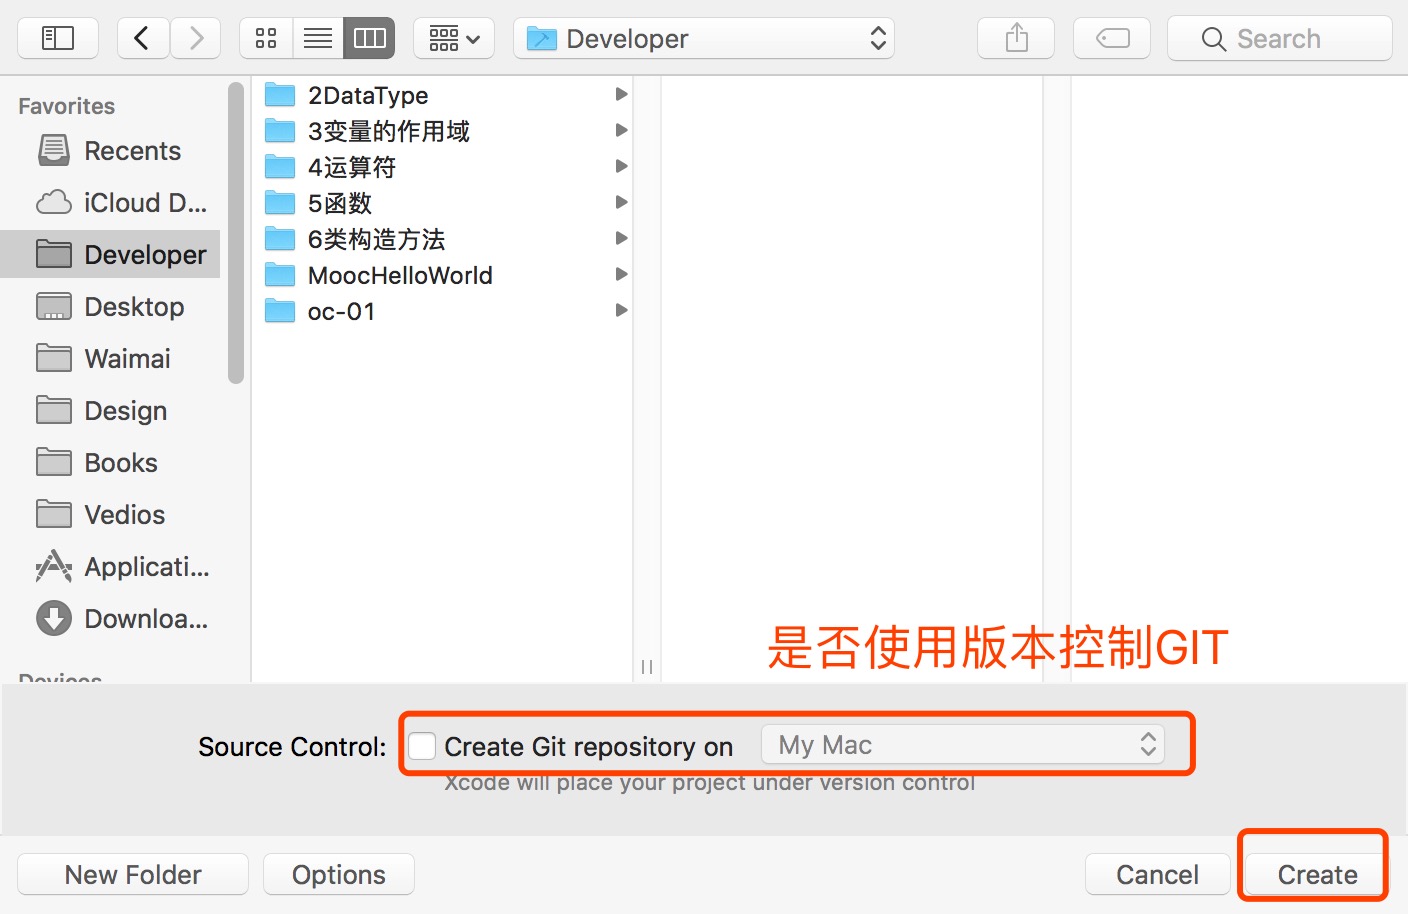 Developer
Search
Favorites
Recents
iCloud D...
Developer
Desktop
Waimai
Design
Books
Vedios
Applicati...
Downloa...
Devices
2DataType
3变量的作用域
4运算符
5函数
6类构造方法
MoocHelloWorld
oc-01
是否使用版本控制GIT
Source Control: Create Git repository on My Mac
Xcode will place your project under version control
New Folder Options Cancel Create